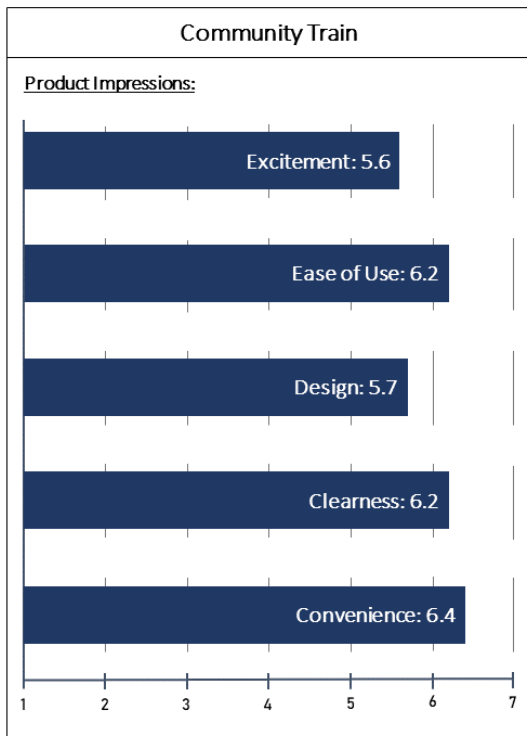 Community Train
Product Impressions:
Excitement: 5.6
Ease of Use: 6.2
Design: 5.7
Clearness: 6.2
Convenience: 6.4
1 2 3 4 5 6 7